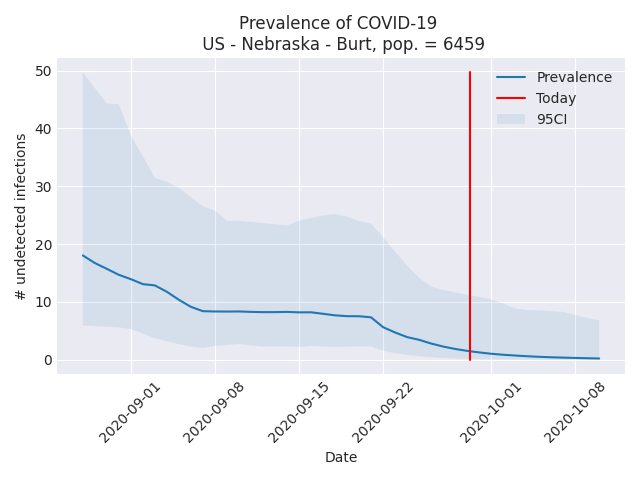 Prevalence of COVID-19
US - Nebraska - Burt, pop. = 6459
# undetected infections
50
40
30
20
10
0
Prevalence
Today
95CI
2020-09-01
2020-09-08
2020-09-15
2020-09-22
2020-10-01
2020-10-08
Date